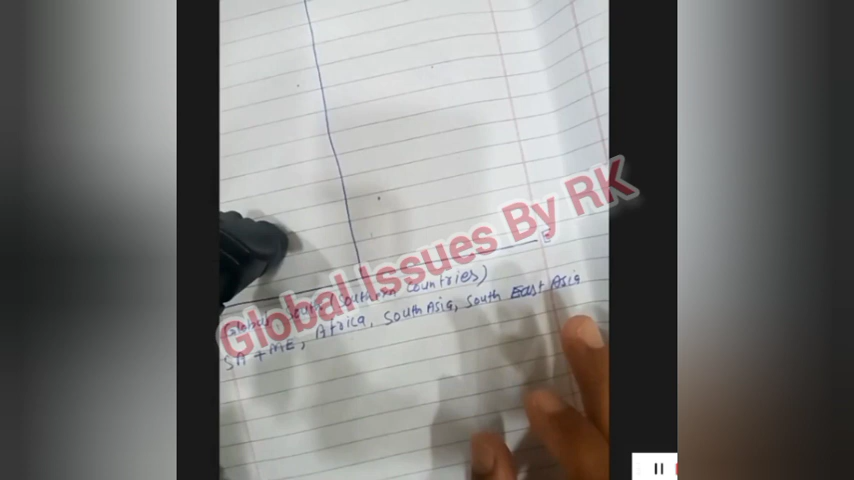 E
Global South (Southern Countries)
SA + ME, Africa, South Asia, South East Asia
Global Issues By RK